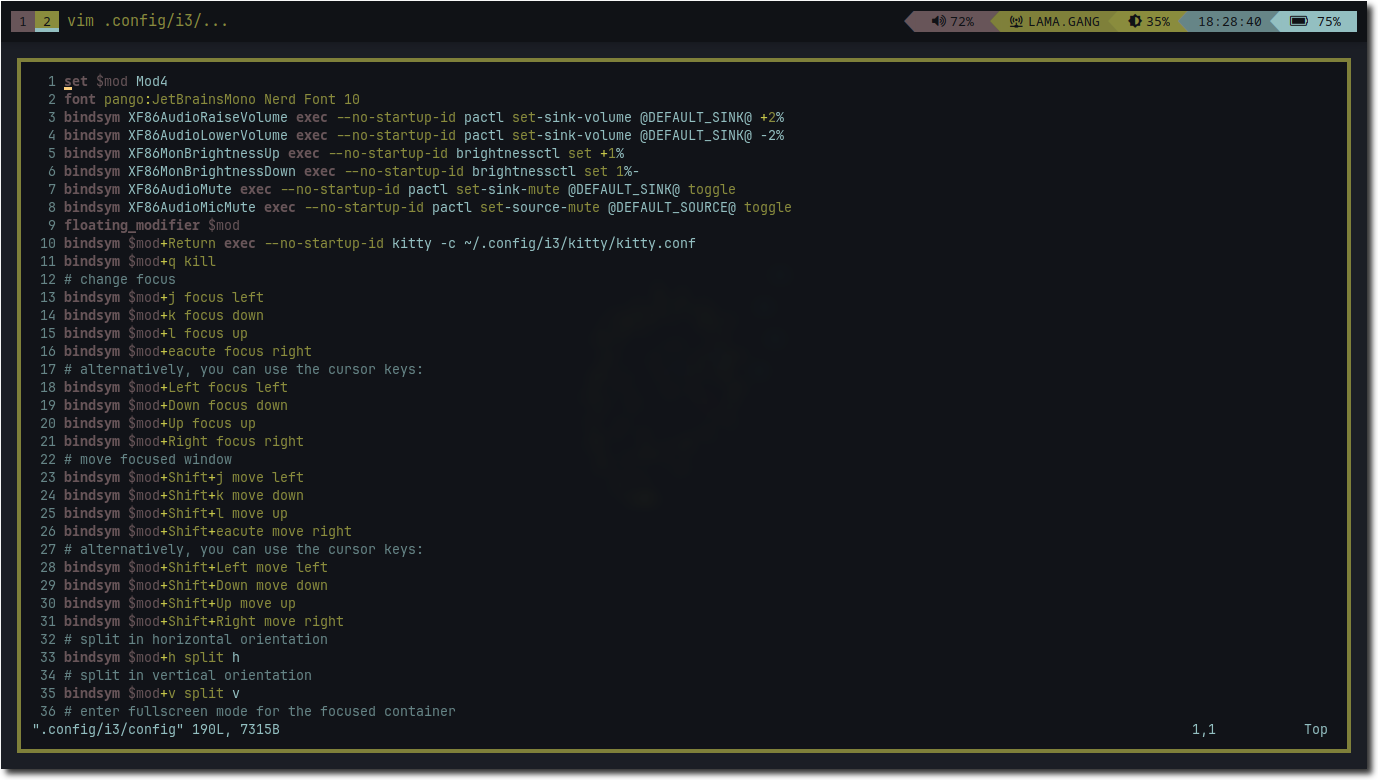 1 2 vim .config/i3/... 72% LAMA.GANG 35% 18:28:40 75%
1 set $mod Mod4
2 font pango:JetBrainsMono Nerd Font 10
3 bindsym XF86AudioRaiseVolume exec --no-startup-id pactl set-sink-volume @DEFAULT_SINK@ +2%
4 bindsym XF86AudioLowerVolume exec --no-startup-id pactl set-sink-volume @DEFAULT_SINK@ -2%
5 bindsym XF86MonBrightnessUp exec --no-startup-id brightnessctl set +1%
6 bindsym XF86MonBrightnessDown exec --no-startup-id brightnessctl set 1%-
7 bindsym XF86AudioMute exec --no-startup-id pactl set-sink-mute @DEFAULT_SINK@ toggle
8 bindsym XF86AudioMicMute exec --no-startup-id pactl set-source-mute @DEFAULT_SOURCE@ toggle
9 floating_modifier $mod
10 bindsym $mod+Return exec --no-startup-id kitty -c ~/.config/i3/kitty/kitty.conf
11 bindsym $mod+q kill
12 # change focus
13 bindsym $mod+j focus left
14 bindsym $mod+k focus down
15 bindsym $mod+l focus up
16 bindsym $mod+eacute focus right
17 # alternatively, you can use the cursor keys:
18 bindsym $mod+Left focus left
19 bindsym $mod+Down focus down
20 bindsym $mod+Up focus up
21 bindsym $mod+Right focus right
22 # move focused window
23 bindsym $mod+Shift+j move left
24 bindsym $mod+Shift+k move down
25 bindsym $mod+Shift+l move up
26 bindsym $mod+Shift+eacute move right
27 # alternatively, you can use the cursor keys:
28 bindsym $mod+Shift+Left move left
29 bindsym $mod+Shift+Down move down
30 bindsym $mod+Shift+Up move up
31 bindsym $mod+Shift+Right move right
32 # split in horizontal orientation
33 bindsym $mod+h split h
34 # split in vertical orientation
35 bindsym $mod+v split v
36 # enter fullscreen mode for the focused container
".config/i3/config" 190L, 7315B 1,1 Top